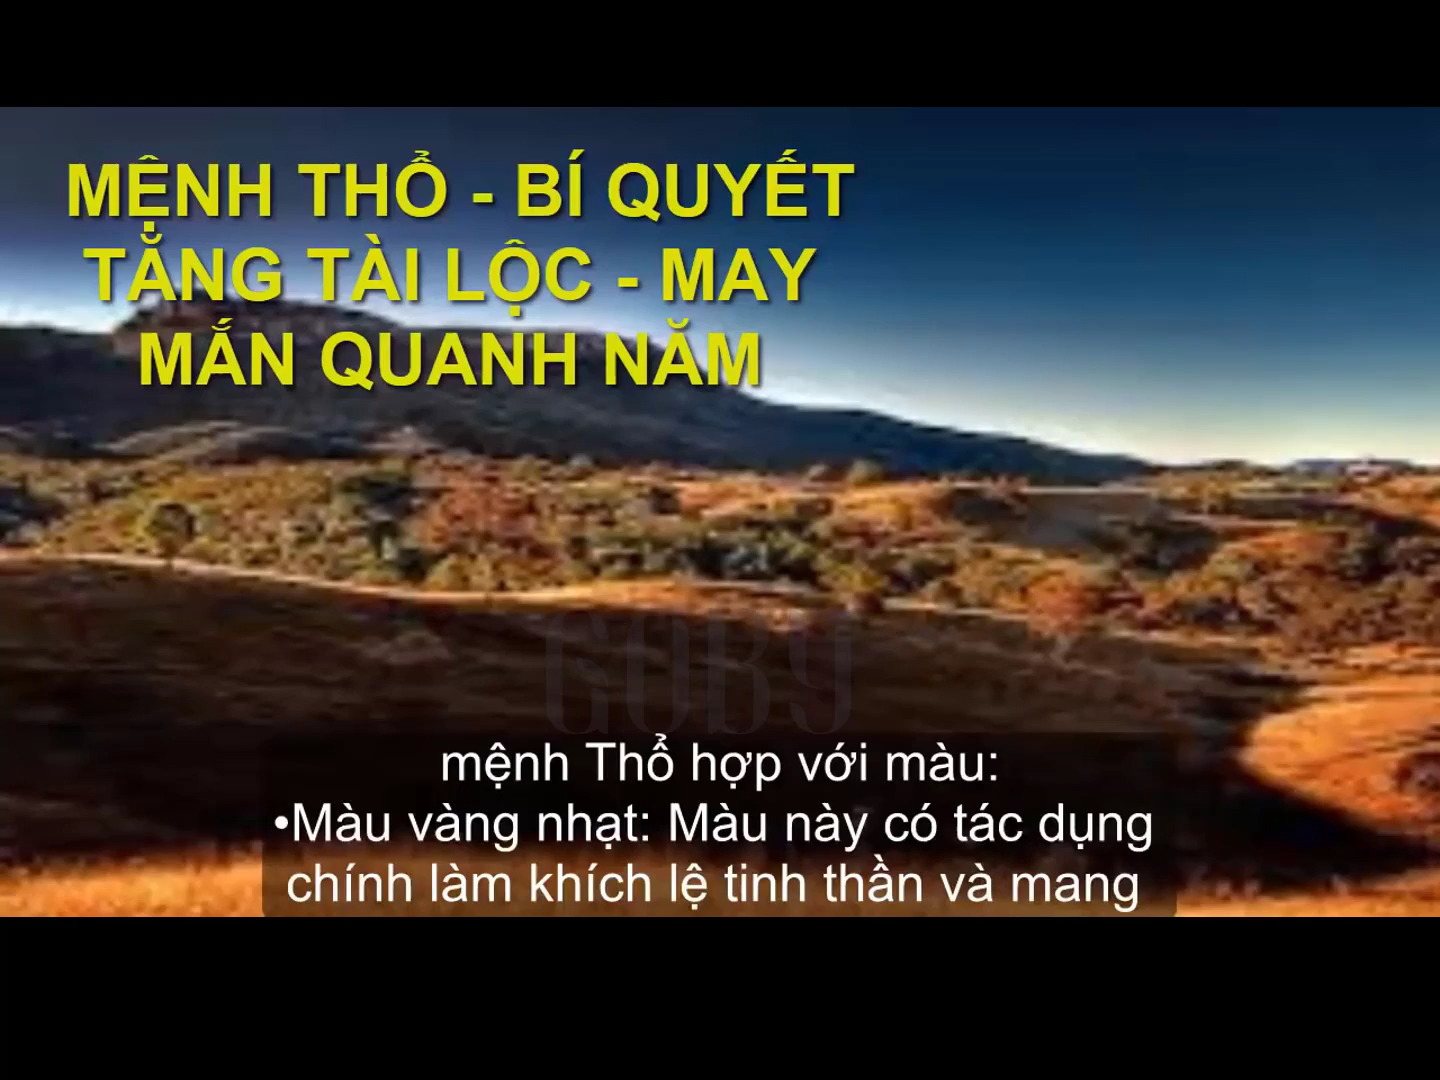 MỆNH THỔ - BÍ QUYẾT
TĂNG TÀI LỘC - MAY
MẮN QUANH NĂM
GOBY
mệnh Thổ hợp với màu:
•Màu vàng nhạt: Màu này có tác dụng
chính làm khích lệ tinh thần và mang